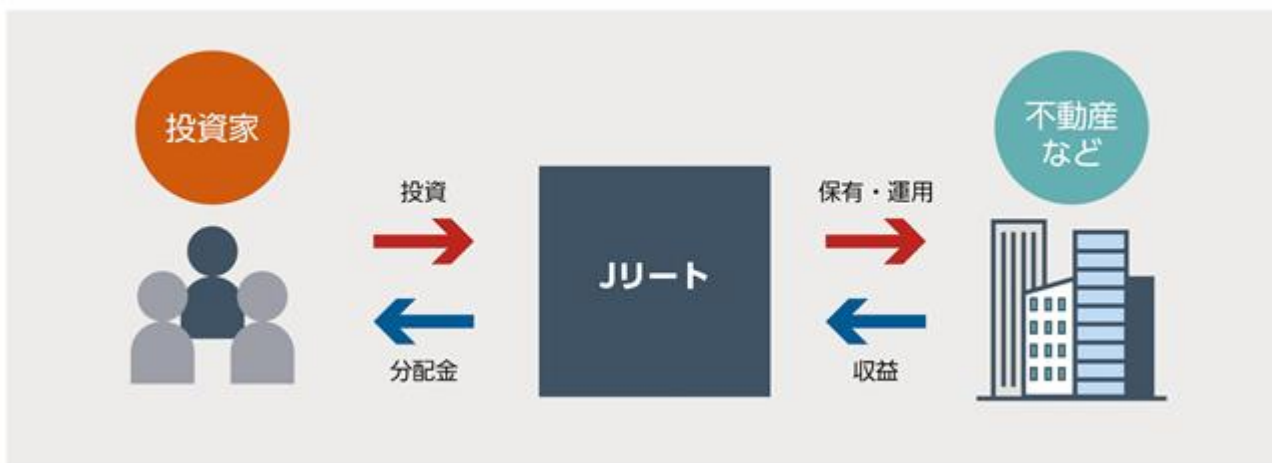 投資家
不動産
など
投資
保有・運用
Jリート
分配金
収益